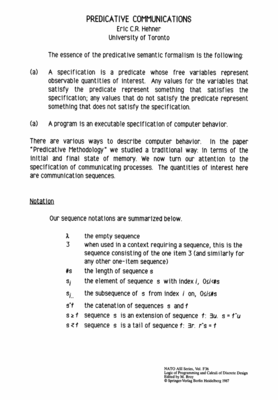 PREDICATIVE COMMUNICATIONS
Eric C.R. Hehner
University of Toronto
The essence of the predicative semantic formalism is the following
(a) A specification is a predicate whose free variables represent
observable quantities of interest. Any values for the variables that
satisfy the predicate represent something that satisfies the
specification; any values that do not satisfy the predicate represent
something that does not satisfy the specification.
(a) A program is an executable specification of computer behavior.
There are various ways to describe computer behavior. In the paper
"Predicative Methodology" we studied a traditional way: in terms of the
initial and final state of memory. We now turn our attention to the
specification of communicating processes. The quantities of interest here
are communication sequences.
Notation
Our sequence notations are summarized below.
λ the empty sequence
3 when used in a context requiring a sequence, this is the
sequence consisting of the one item 3 (and similarly for
any other one-item sequence)
#s the length of sequence s
sᵢ the element of sequence s with index i, 0≤i<#s
sᵢ_ the subsequence of s from index i on, 0≤i≤#s
s^t the catenation of sequences s and t
s≥t sequence s is an extension of sequence t: ∃u. s = t^u
s⋜t sequence s is a tail of sequence t: ∃r. r^s = t
NATO ASI Series, Vol. F36
Logic of Programming and Calculi of Discrete Design
Edited by M. Broy
© Springer-Verlag Berlin Heidelberg 1987